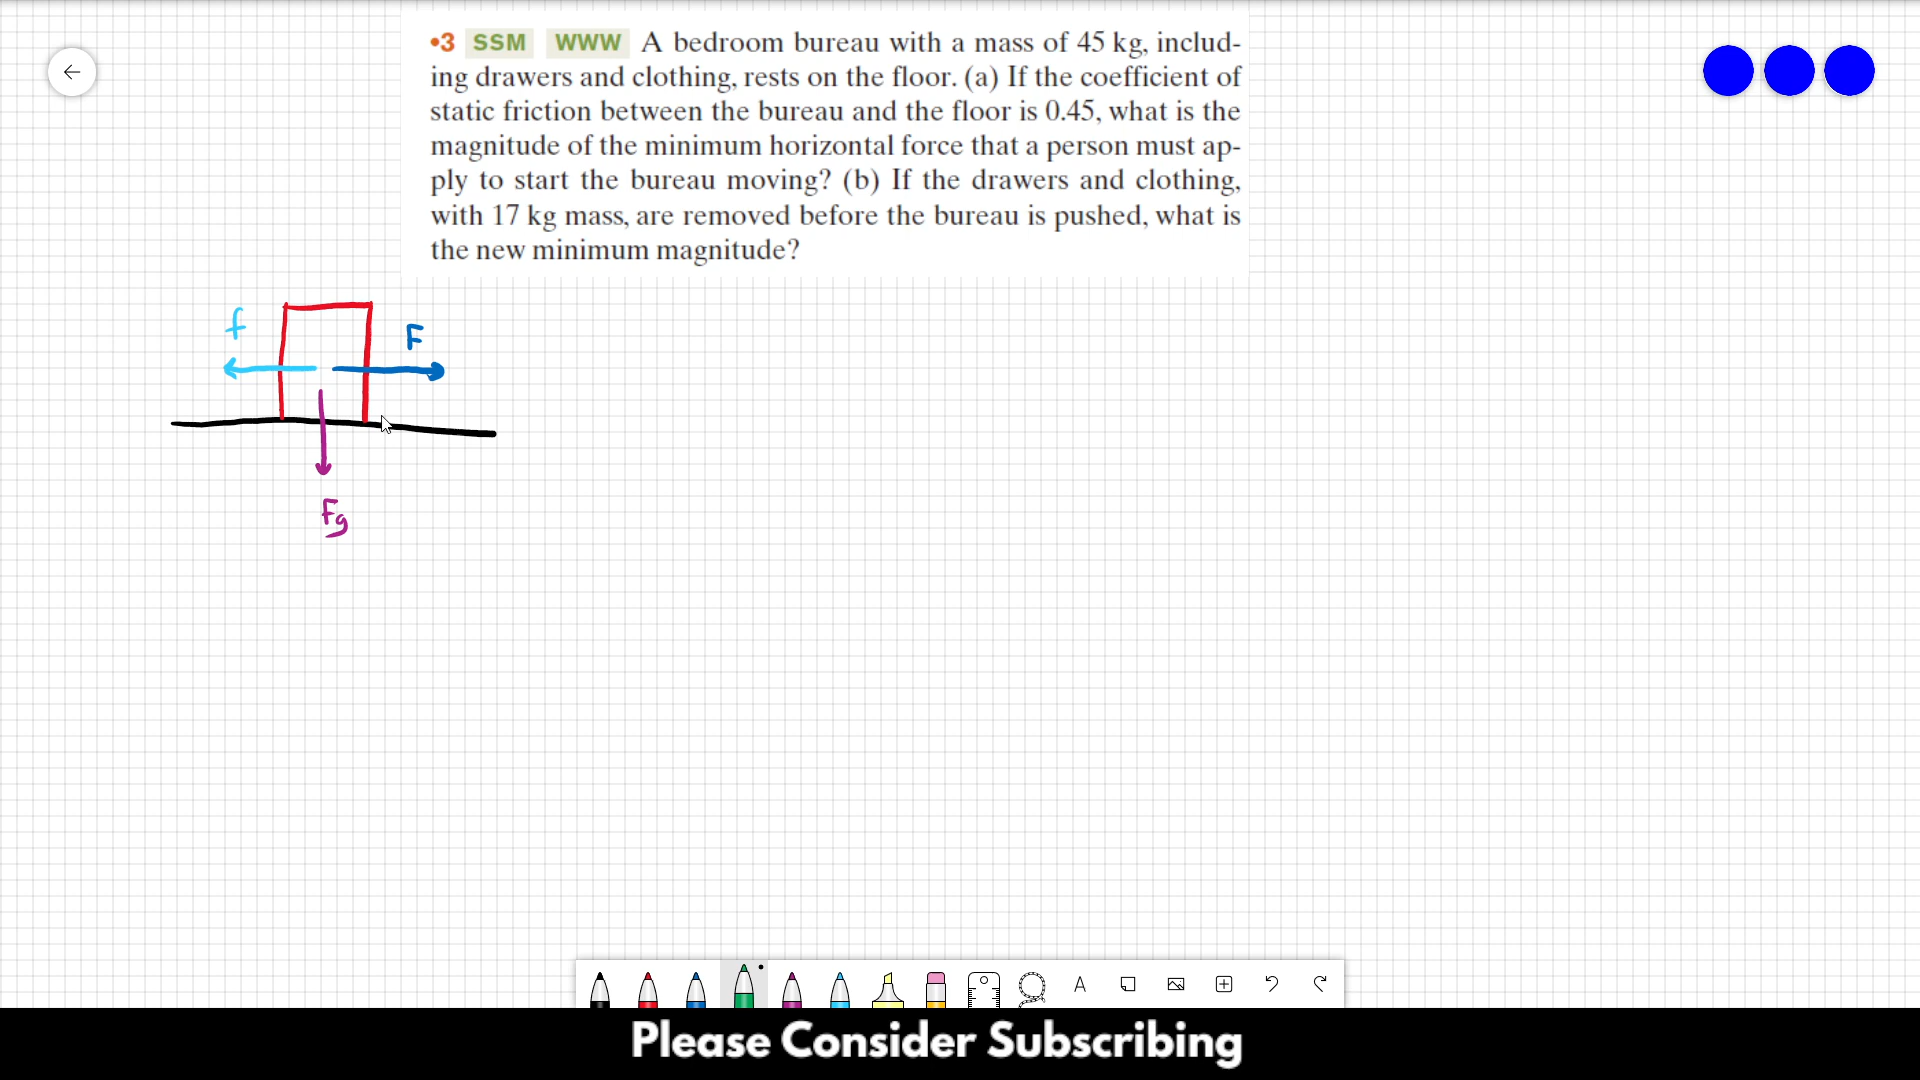 •3 SSM WWW A bedroom bureau with a mass of 45 kg, includ-
ing drawers and clothing, rests on the floor. (a) If the coefficient of
static friction between the bureau and the floor is 0.45, what is the
magnitude of the minimum horizontal force that a person must ap-
ply to start the bureau moving? (b) If the drawers and clothing,
with 17 kg mass, are removed before the bureau is pushed, what is
the new minimum magnitude?
f
F
Fg
A
Please Consider Subscribing